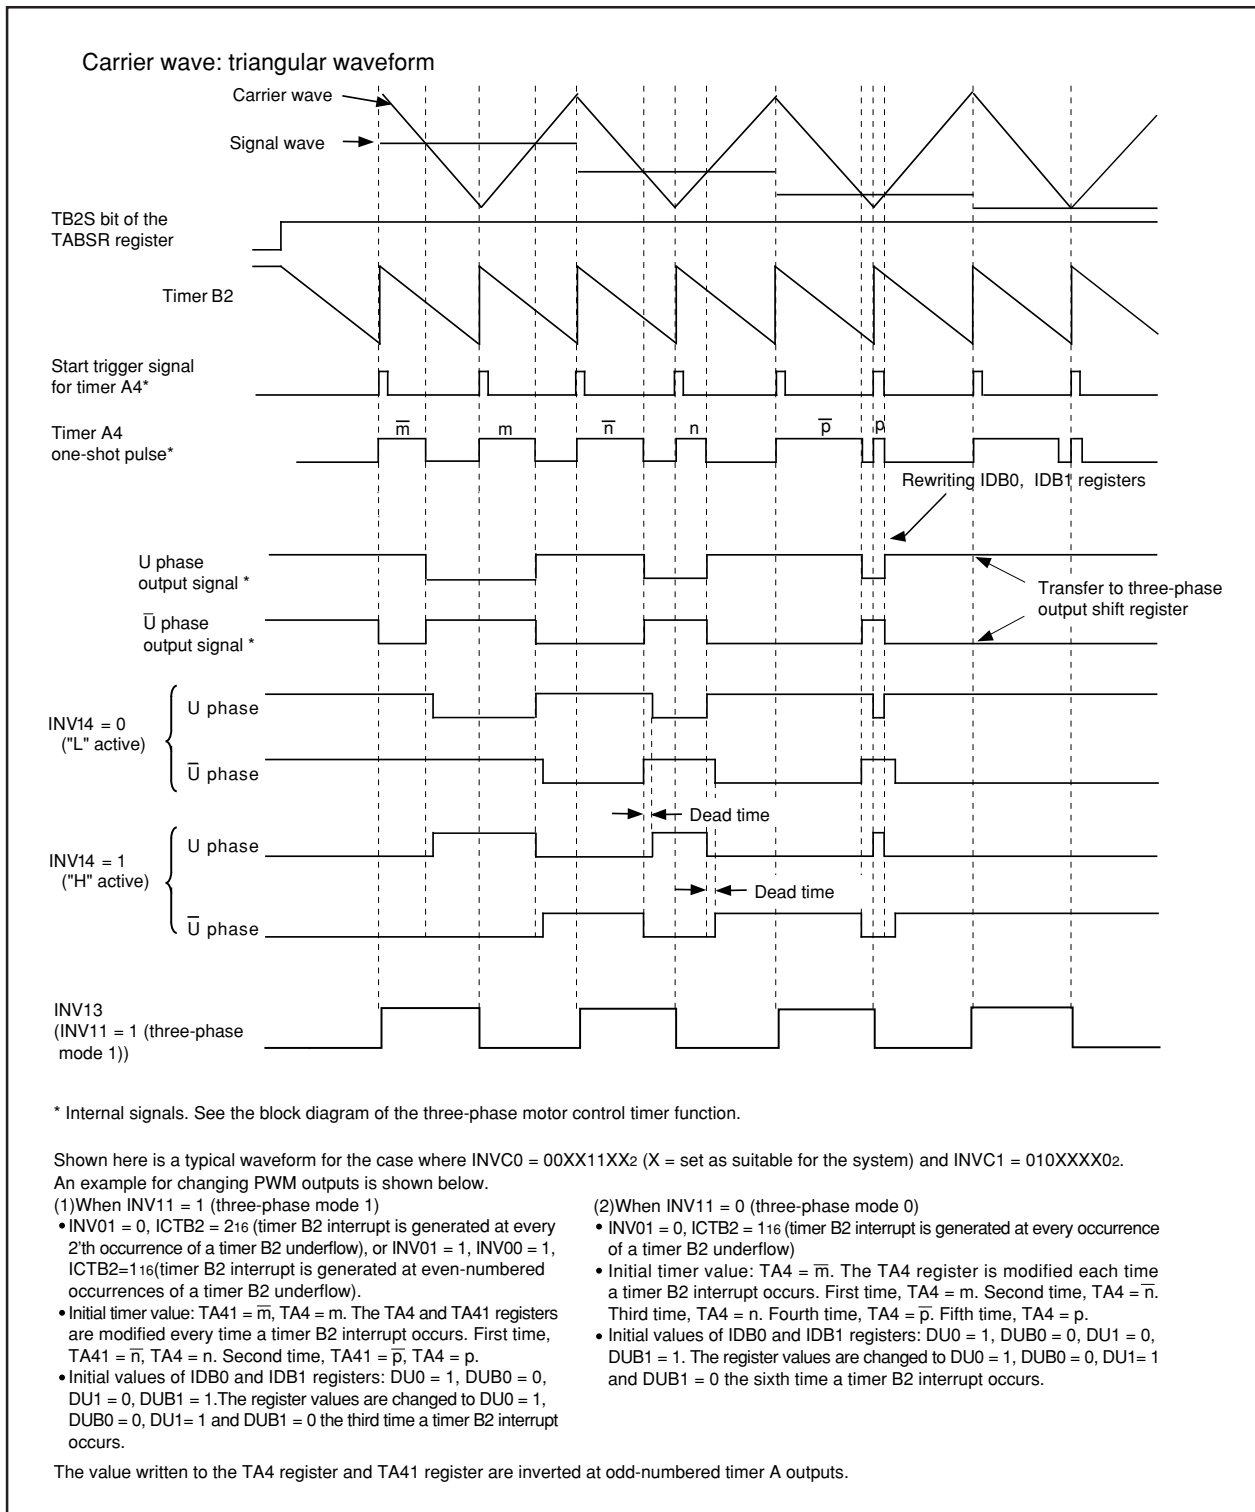 Carrier wave: triangular waveform
Carrier wave
Signal wave
TB2S bit of the
TABSR register
Timer B2
Start trigger signal
for timer A4*
Timer A4
one-shot pulse*
m̅ m n̅ n p̅ p
Rewriting IDB0, IDB1 registers
U phase
output signal *
Transfer to three-phase
output shift register
U̅ phase
output signal *
INV14 = 0
("L" active)
U phase
U̅ phase
Dead time
INV14 = 1
("H" active)
U phase
Dead time
U̅ phase
INV13
(INV11 = 1 (three-phase
mode 1))
* Internal signals. See the block diagram of the three-phase motor control timer function.
Shown here is a typical waveform for the case where INVC0 = 00XX11XX2 (X = set as suitable for the system) and INVC1 = 010XXXX02.
An example for changing PWM outputs is shown below.
(1)When INV11 = 1 (three-phase mode 1)
• INV01 = 0, ICTB2 = 216 (timer B2 interrupt is generated at every
2'th occurrence of a timer B2 underflow), or INV01 = 1, INV00 = 1,
ICTB2=116(timer B2 interrupt is generated at even-numbered
occurrences of a timer B2 underflow).
• Initial timer value: TA41 = m̅, TA4 = m. The TA4 and TA41 registers
are modified every time a timer B2 interrupt occurs. First time,
TA41 = n̅, TA4 = n. Second time, TA41 = p̅, TA4 = p.
• Initial values of IDB0 and IDB1 registers: DU0 = 1, DUB0 = 0,
DU1 = 0, DUB1 = 1.The register values are changed to DU0 = 1,
DUB0 = 0, DU1= 1 and DUB1 = 0 the third time a timer B2 interrupt
occurs.
(2)When INV11 = 0 (three-phase mode 0)
• INV01 = 0, ICTB2 = 116 (timer B2 interrupt is generated at every occurrence
of a timer B2 underflow)
• Initial timer value: TA4 = m̅. The TA4 register is modified each time
a timer B2 interrupt occurs. First time, TA4 = m. Second time, TA4 = n̅.
Third time, TA4 = n. Fourth time, TA4 = p̅. Fifth time, TA4 = p.
• Initial values of IDB0 and IDB1 registers: DU0 = 1, DUB0 = 0, DU1 = 0,
DUB1 = 1. The register values are changed to DU0 = 1, DUB0 = 0, DU1= 1
and DUB1 = 0 the sixth time a timer B2 interrupt occurs.
The value written to the TA4 register and TA41 register are inverted at odd-numbered timer A outputs.